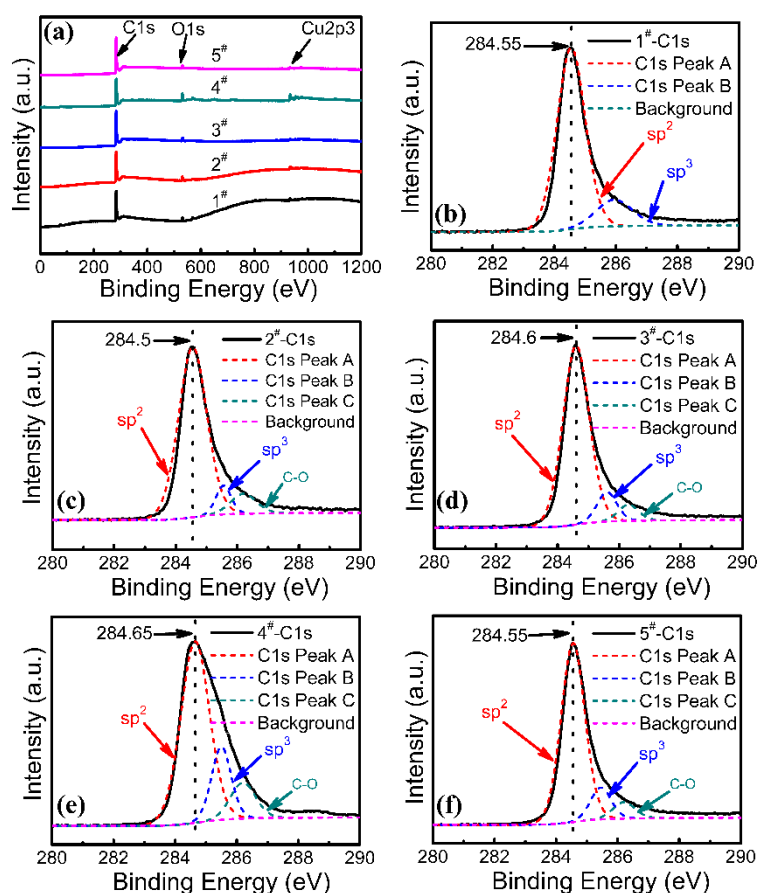 (a)
C1s
O1s
Cu2p3
5#
4#
3#
2#
1#
Intensity (a.u.)
0 200 400 600 800 1000 1200
Binding Energy (eV)
(b)
284.55
1#-C1s
C1s Peak A
C1s Peak B
Background
sp2
sp3
Intensity (a.u.)
280 282 284 286 288 290
Binding Energy (eV)
(c)
284.5
2#-C1s
C1s Peak A
C1s Peak B
C1s Peak C
Background
sp2
sp3
C-O
Intensity (a.u.)
280 282 284 286 288 290
Binding Energy (eV)
(d)
284.6
3#-C1s
C1s Peak A
C1s Peak B
C1s Peak C
Background
sp2
sp3
C-O
Intensity (a.u.)
280 282 284 286 288 290
Binding Energy (eV)
(e)
284.65
4#-C1s
C1s Peak A
C1s Peak B
C1s Peak C
Background
sp2
sp3
C-O
Intensity (a.u.)
280 282 284 286 288 290
Binding Energy (eV)
(f)
284.55
5#-C1s
C1s Peak A
C1s Peak B
C1s Peak C
Background
sp2
sp3
C-O
Intensity (a.u.)
280 282 284 286 288 290
Binding Energy (eV)